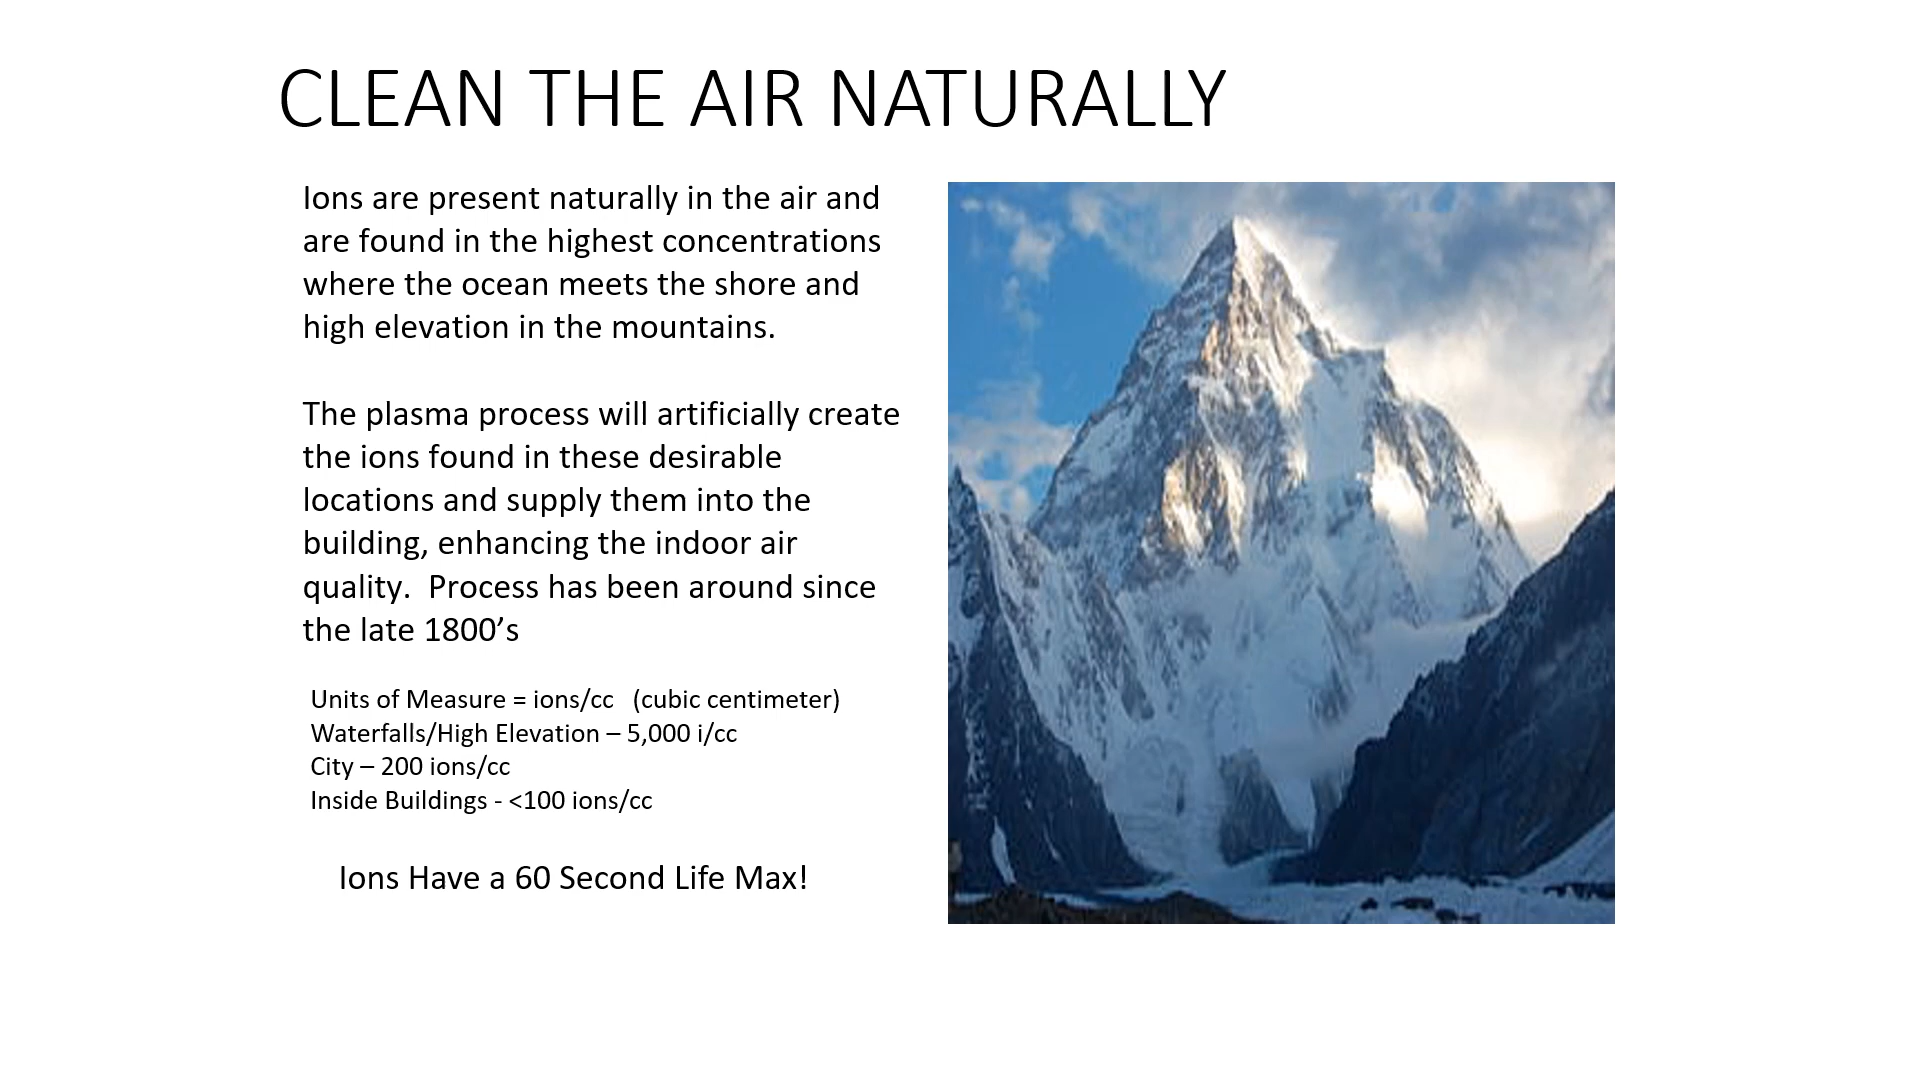 CLEAN THE AIR NATURALLY
Ions are present naturally in the air and
are found in the highest concentrations
where the ocean meets the shore and
high elevation in the mountains.
The plasma process will artificially create
the ions found in these desirable
locations and supply them into the
building, enhancing the indoor air
quality.  Process has been around since
the late 1800’s
Units of Measure = ions/cc   (cubic centimeter)
Waterfalls/High Elevation – 5,000 i/cc
City – 200 ions/cc
Inside Buildings - <100 ions/cc
Ions Have a 60 Second Life Max!